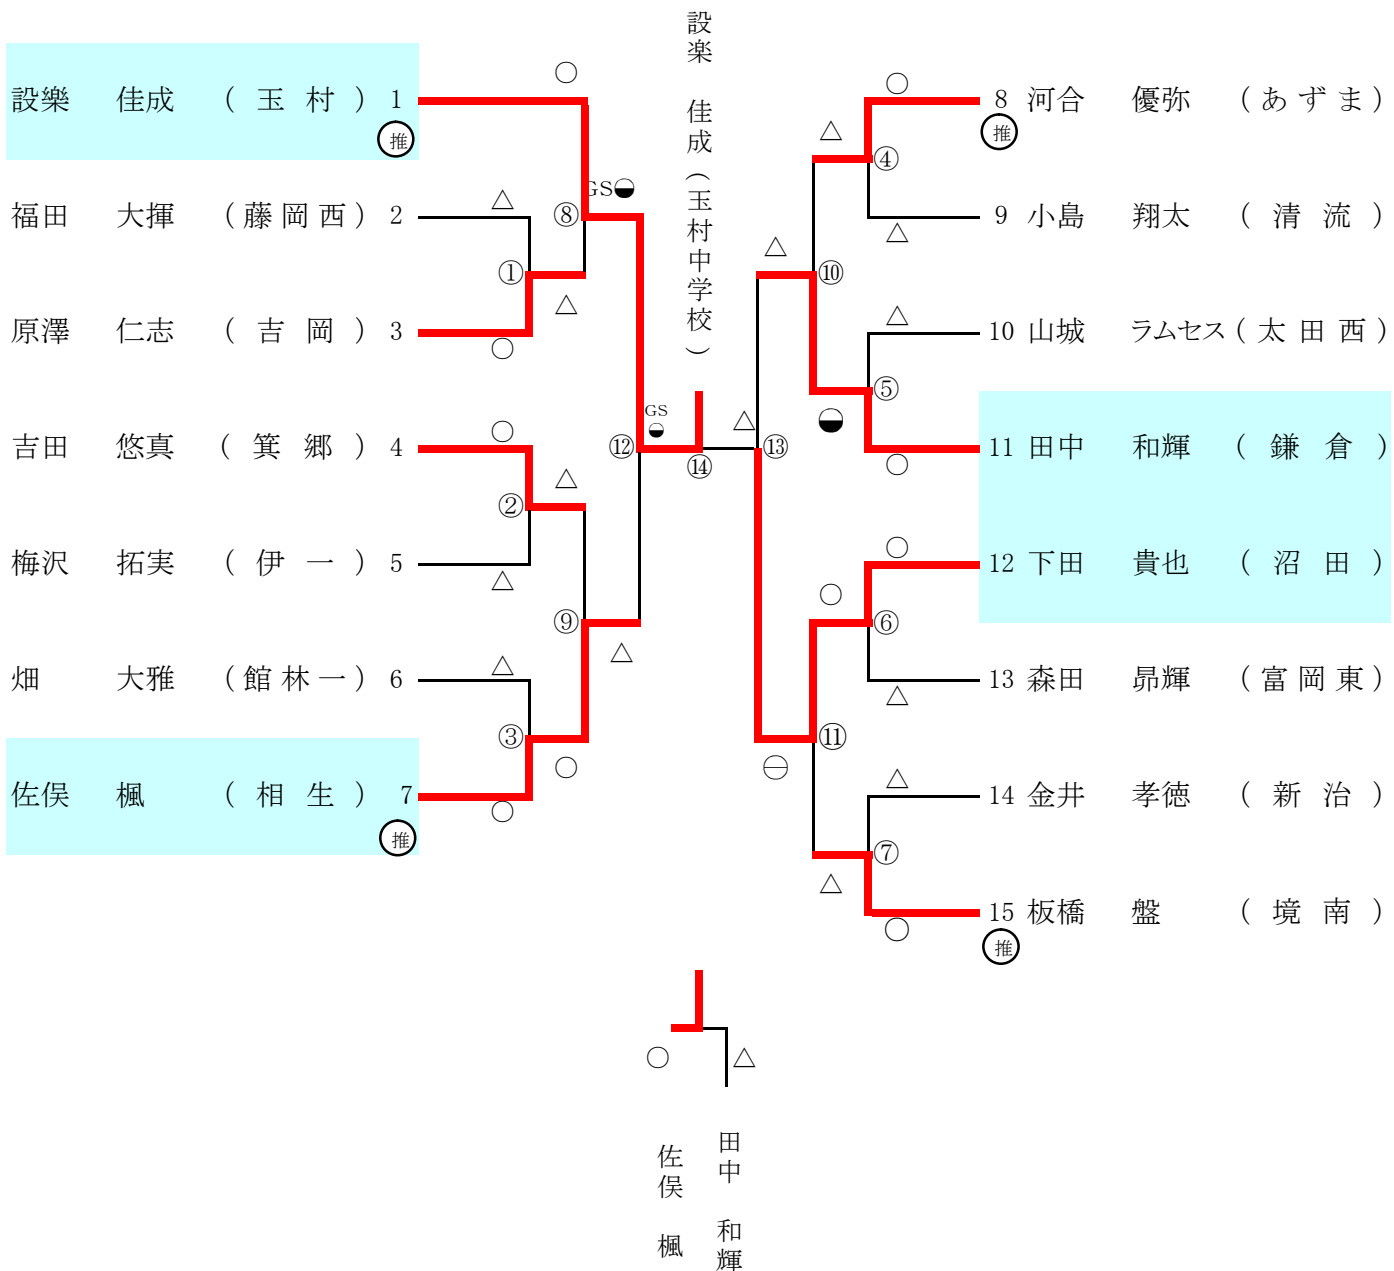 設樂 佳成 (玉村) 1
推
福田 大揮 (藤岡西) 2
原澤 仁志 (吉岡) 3
吉田 悠真 (箕郷) 4
梅沢 拓実 (伊一) 5
畑 大雅 (館林一) 6
佐俣 楓 (相生) 7
推
○
△
○
○
△
△
○
①
②
③
△
△
○
⑧
⑨
GS
△
⑫
GS
⑭
設楽 佳成(玉村中学校)
△
⑬
△
⑩
⊖
⑪
△
○
△
④
⑤
⑥
⑦
○
△
△
○
○
△
△
○
8 河合 優弥 (あずま)
推
9 小島 翔太 (清流)
10 山城 ラムセス (太田西)
11 田中 和輝 (鎌倉)
12 下田 貴也 (沼田)
13 森田 昴輝 (富岡東)
14 金井 孝徳 (新治)
15 板橋 盤 (境南)
推
○
△
佐俣 楓
田中 和輝